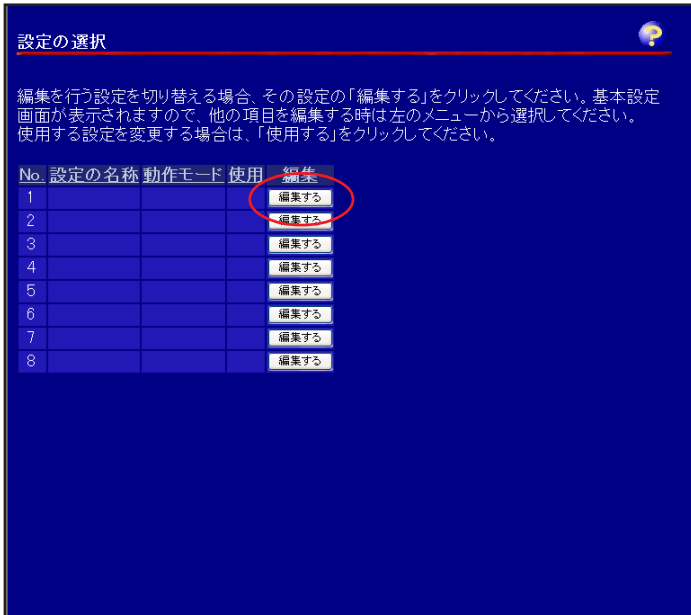 設定の選択
編集を行う設定を切り替える場合、その設定の「編集する」をクリックしてください。基本設定
画面が表示されますので、他の項目を編集する時は左のメニューから選択してください。
使用する設定を変更する場合は、「使用する」をクリックしてください。
No. 設定の名称 動作モード 使用 編集
1 編集する
2 編集する
3 編集する
4 編集する
5 編集する
6 編集する
7 編集する
8 編集する